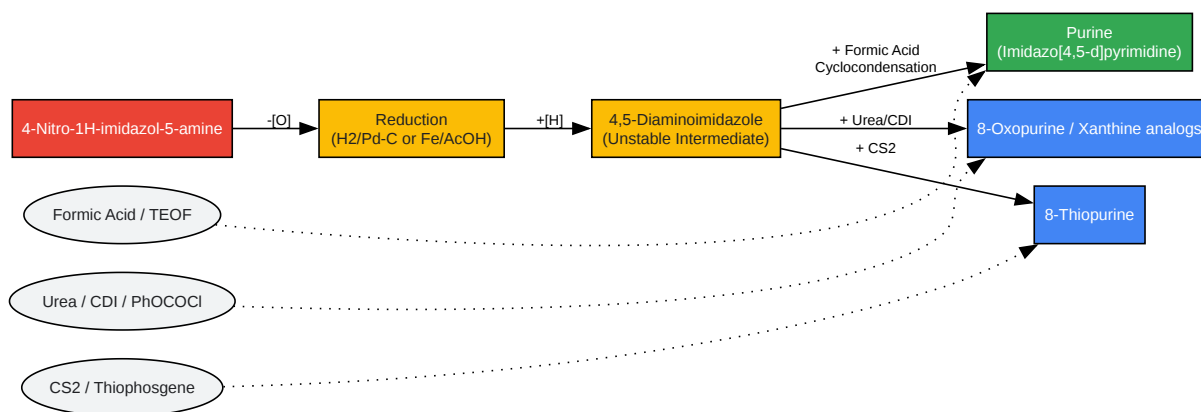 + Formic Acid
Cyclocondensation
Purine
(Imidazo[4,5-d]pyrimidine)
4-Nitro-1H-imidazol-5-amine
-[O]
Reduction
(H2/Pd-C or Fe/AcOH)
+[H]
4,5-Diaminoimidazole
(Unstable Intermediate)
+ Urea/CDI
8-Oxopurine / Xanthine analogs
+ CS2
8-Thiopurine
Formic Acid / TEOF
Urea / CDI / PhOCOCl
CS2 / Thiophosgene